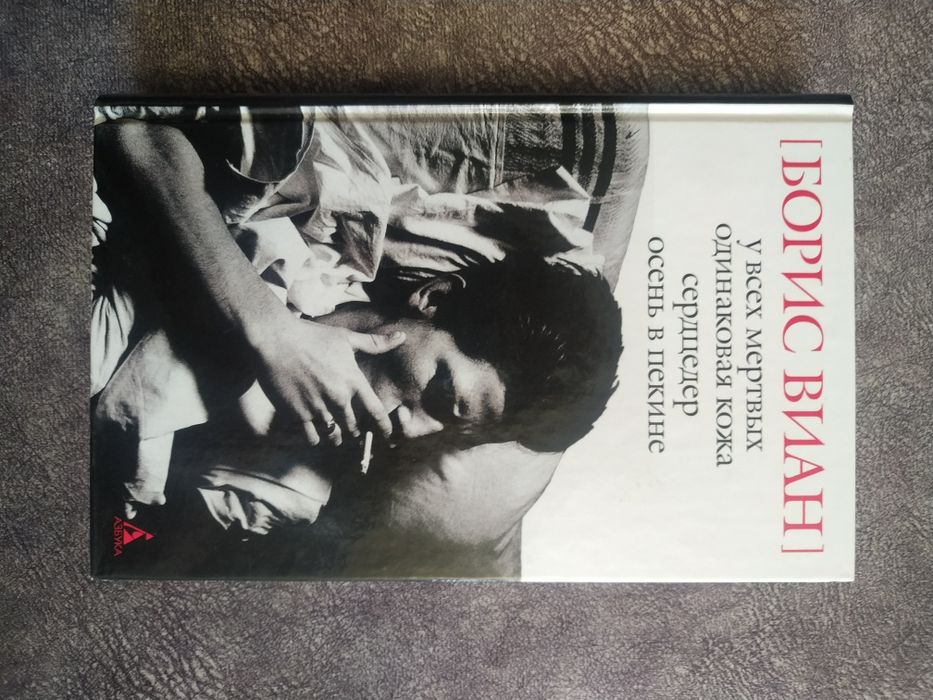 [БОРИС ВИАН]
у всех мертвых
одинаковая кожа
сердцедер
осень в пекине
АЗБУКА